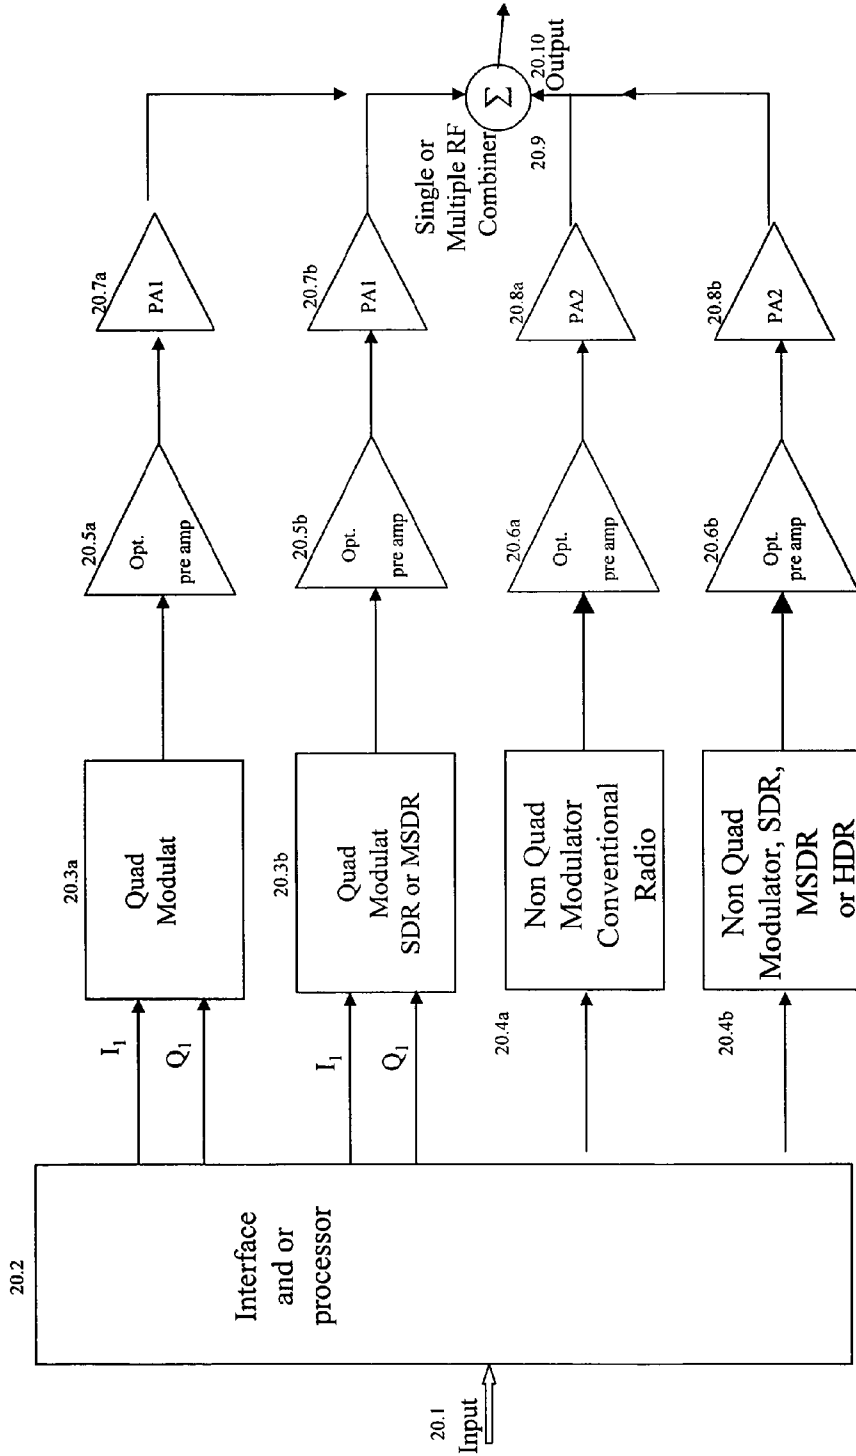 20.1
Input
20.2
Interface
and or
processor
I1
Q1
20.3a
Quad
Modulat
20.5a
Opt.
pre amp
20.7a
PA1
I1
Q1
20.3b
Quad
Modulat
SDR or MSDR
20.5b
Opt.
pre amp
20.7b
PA1
20.4a
Non Quad
Modulator
Conventional
Radio
20.6a
Opt.
pre amp
20.8a
PA2
20.4b
Non Quad
Modulator, SDR,
MSDR
or HDR
20.6b
Opt.
pre amp
20.8b
PA2
Single or
Multiple RF
Combiner
20.9
Σ
20.10
Output